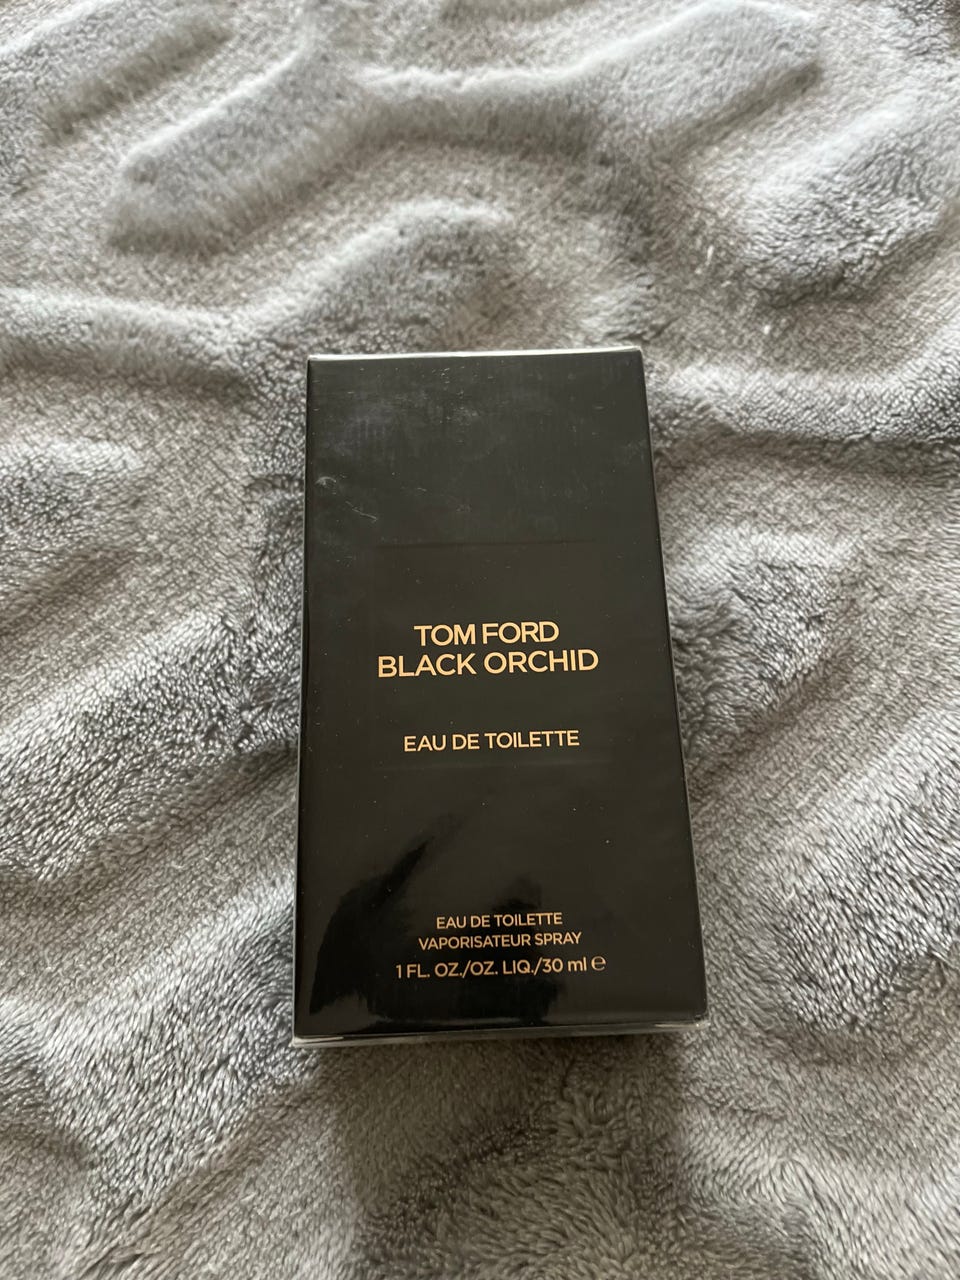 TOM FORD
BLACK ORCHID
EAU DE TOILETTE
EAU DE TOILETTE
VAPORISATEUR SPRAY
1 FL. OZ./OZ. LIQ./30 ml ℮